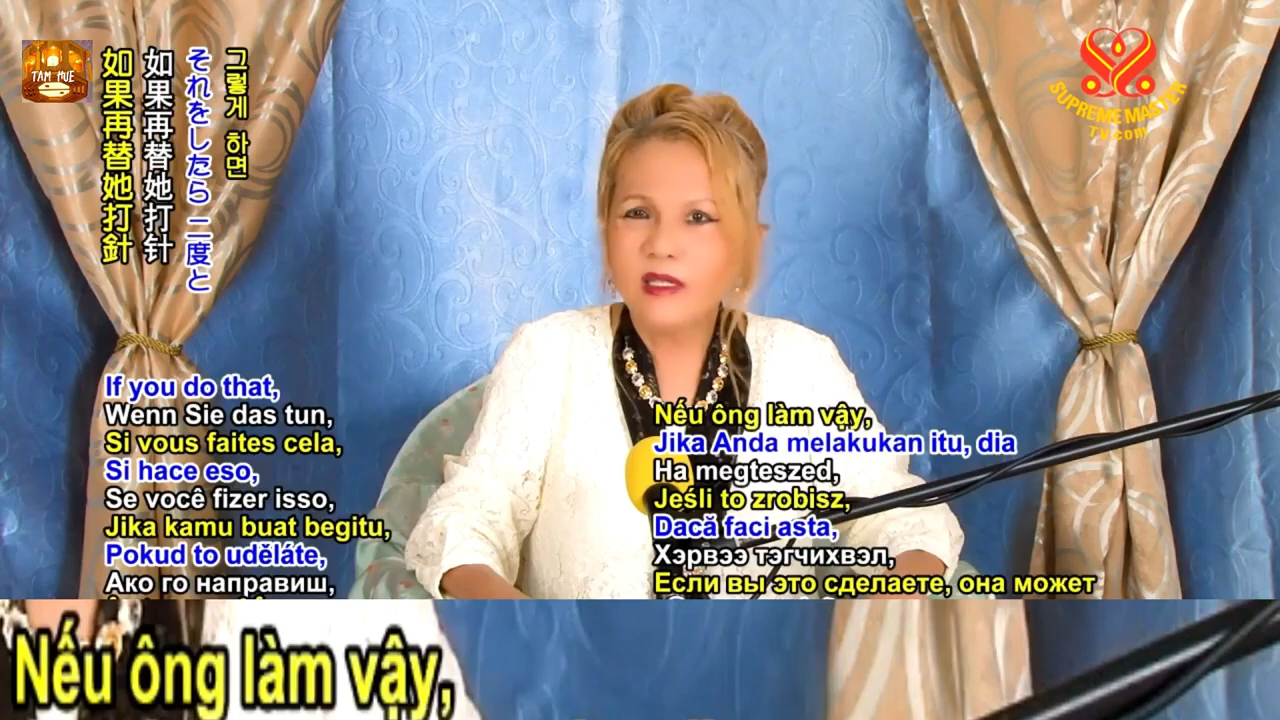 TÂM HUỆ
SUPREME MASTER
TV.com
그렇게 하면
それをしたら 二度と
如果再替她打针
如果再替她打針
If you do that,
Wenn Sie das tun,
Si vous faites cela,
Si hace eso,
Se você fizer isso,
Jika kamu buat begitu,
Pokud to uděláte,
Ако го направиш,
Nếu ông làm vậy,
Jika Anda melakukan itu, dia
Ha megteszed,
Jeśli to zrobisz,
Dacă faci asta,
Хэрвээ тэгчихвэл,
Если вы это сделаете, она может
Nếu ông làm vậy,